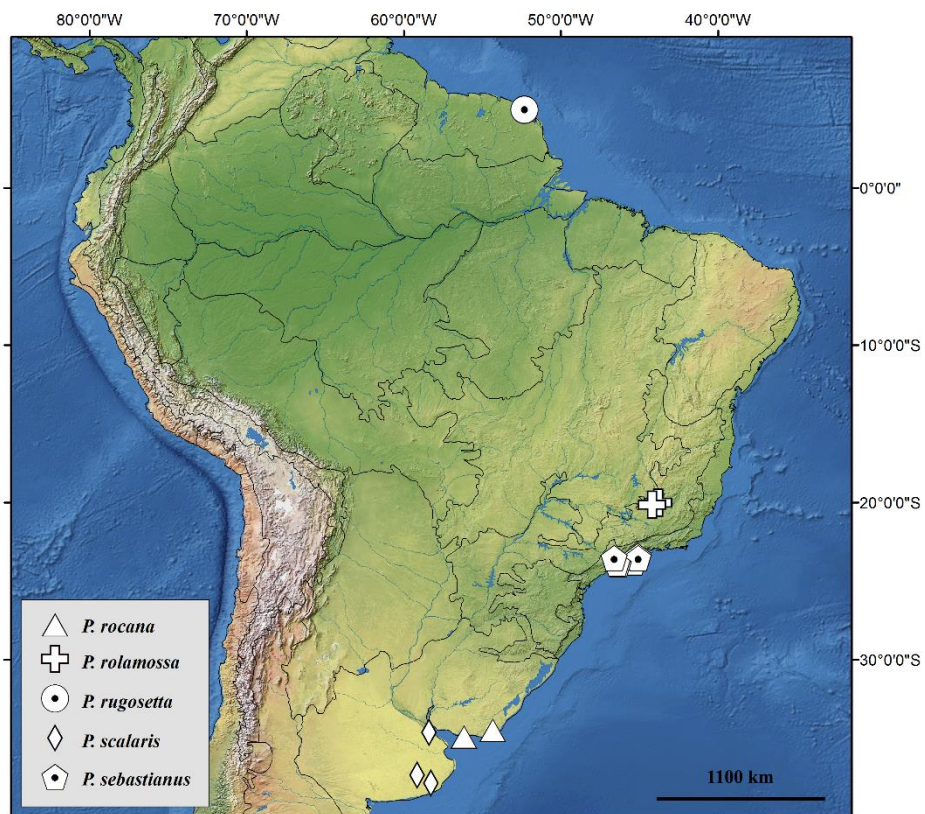 80°0'0"W 70°0'0"W 60°0'0"W 50°0'0"W 40°0'0"W
0°0'0"
10°0'0"S
20°0'0"S
30°0'0"S
P. rocana
P. rolamossa
P. rugosetta
P. scalaris
P. sebastianus
1100 km